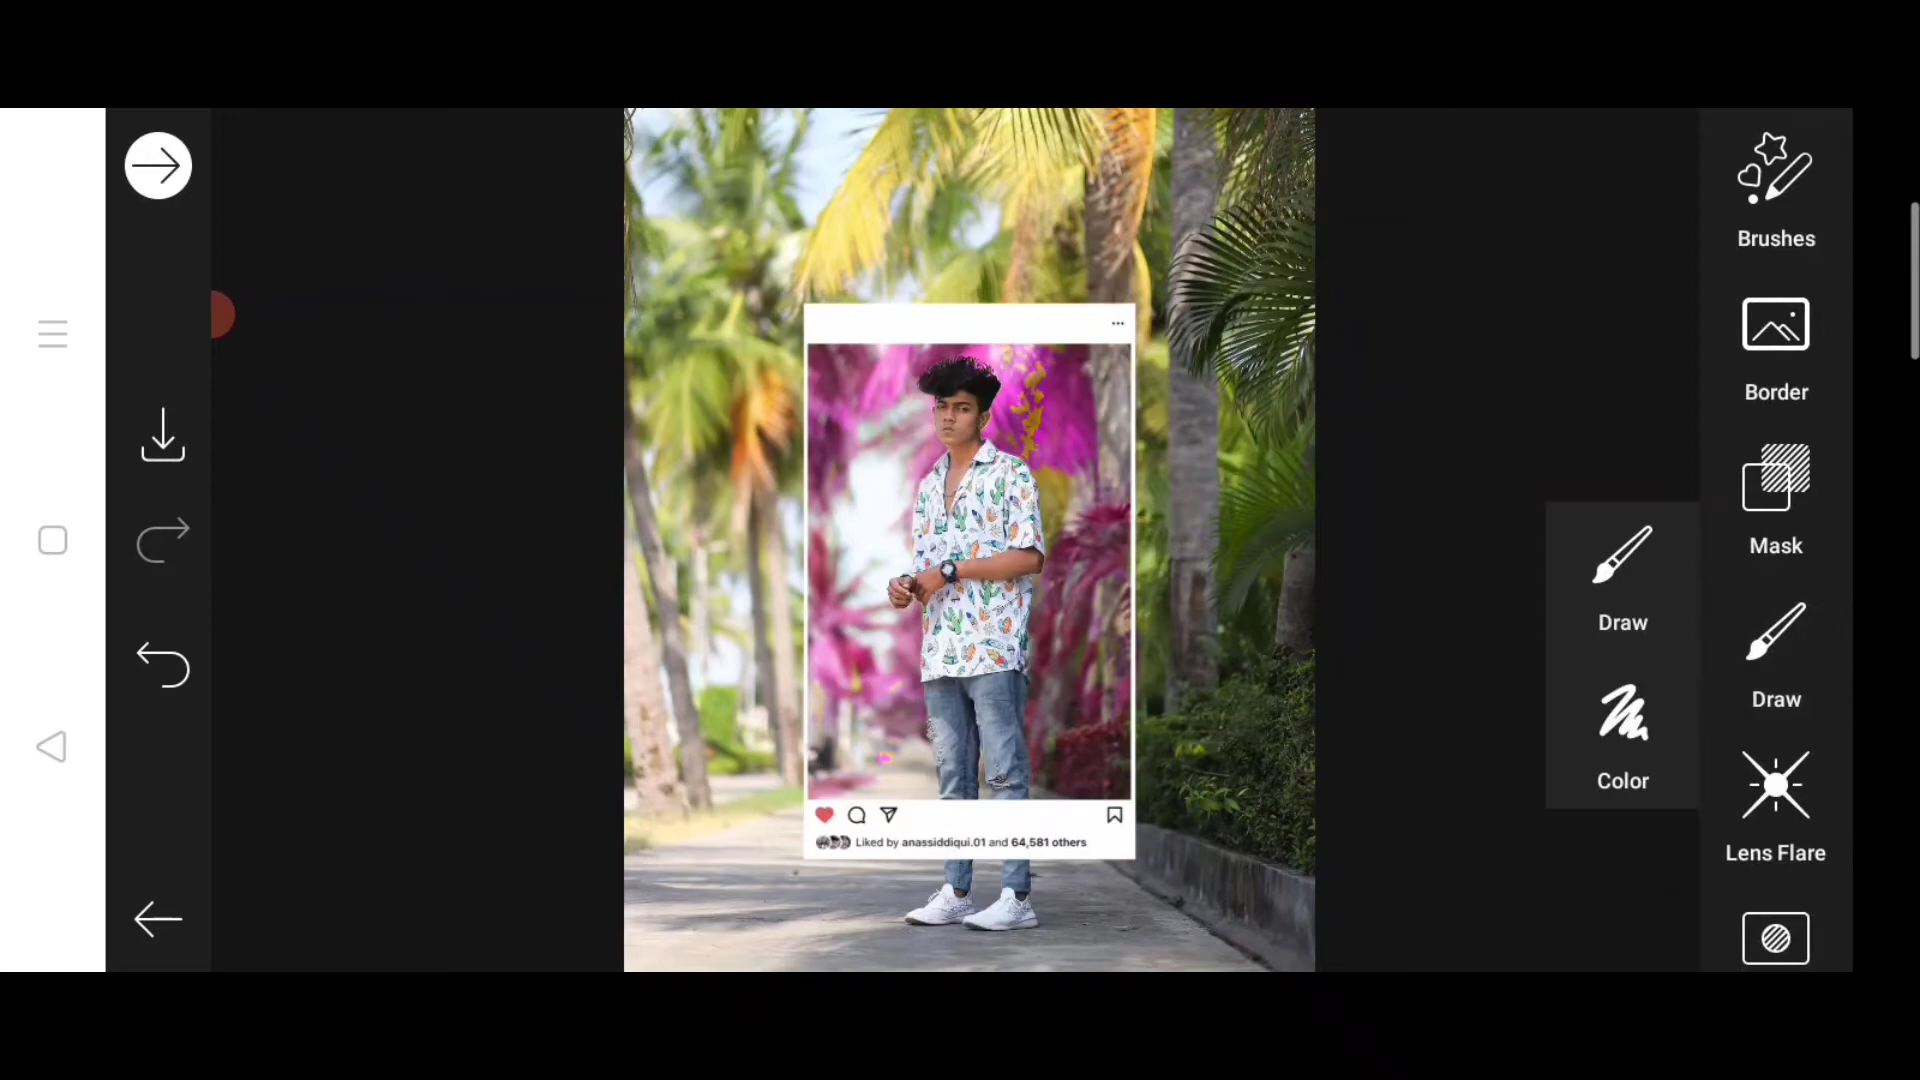 Brushes
Border
Mask
Draw
Draw
Color
Lens Flare
Liked by anassiddiqui.01 and 64,581 others